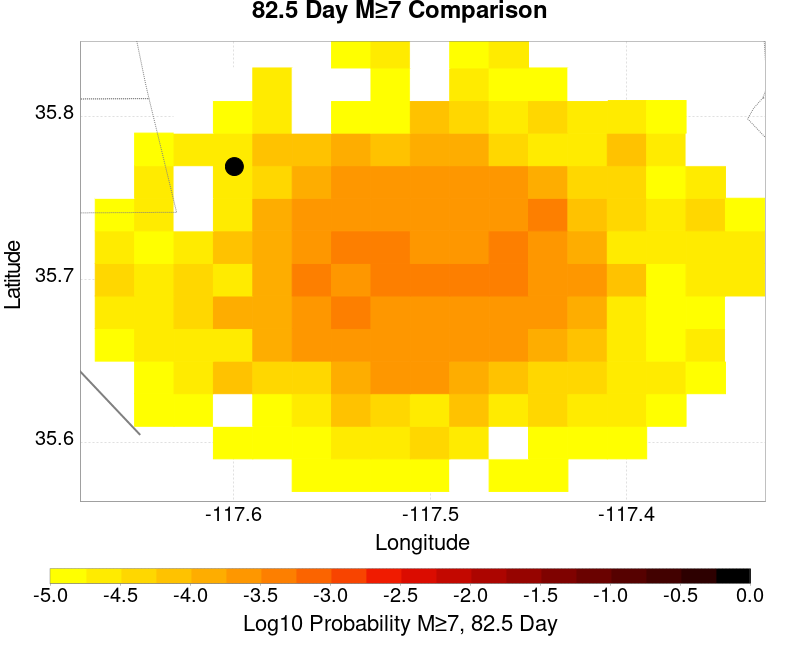 82.5 Day M≥7 Comparison
35.8
35.7
35.6
Latitude
-117.6 -117.5 -117.4
Longitude
-5.0 -4.5 -4.0 -3.5 -3.0 -2.5 -2.0 -1.5 -1.0 -0.5 0.0
Log10 Probability M≥7, 82.5 Day